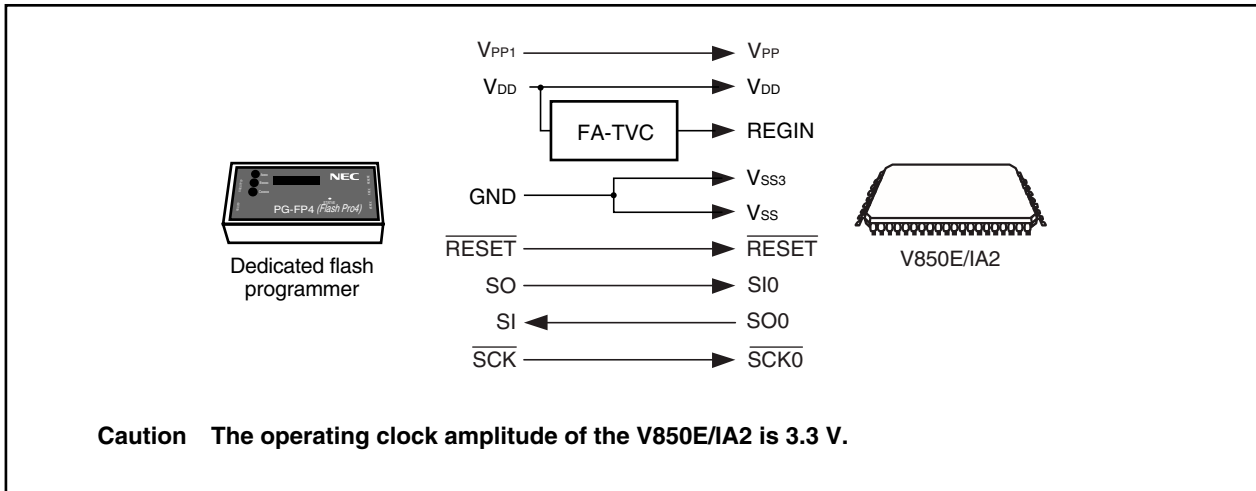 VPP1 VPP
VDD VDD
FA-TVC REGIN
VSS3
GND
VSS
RESET RESET
SO SI0
SI SO0
SCK SCK0
NEC
PG-FP4 (Flash Pro4)
Dedicated flash
programmer
V850E/IA2
Caution The operating clock amplitude of the V850E/IA2 is 3.3 V.